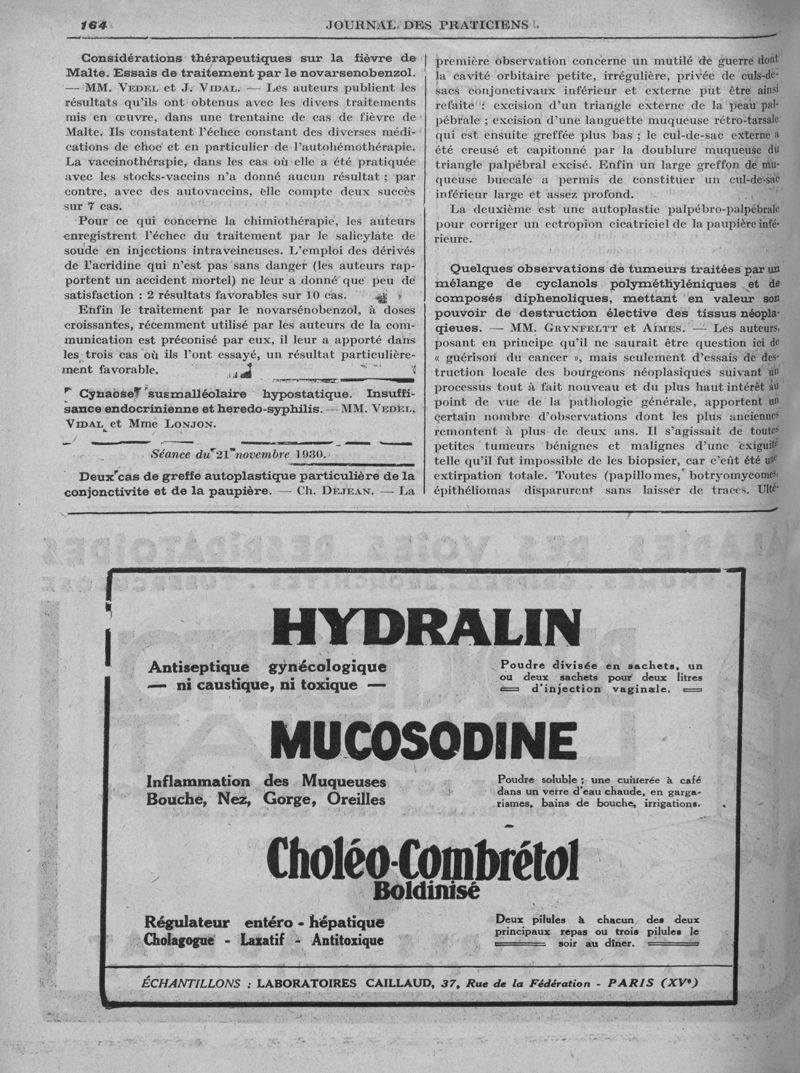 164
JOURNAL DES PRATICIENS
Considérations thérapeutiques sur la fièvre de
Malte. Essais de traitement par le novarsenobenzol.
— MM. VEDEL et J. VIDAL. — Les auteurs publient les
résultats qu'ils ont obtenus avec les divers traitements
mis en œuvre, dans une trentaine de cas de fièvre de
Malte. Ils constatent l'échec constant des diverses médi-
cations de choc et en particulier de l'autohémothérapie.
La vaccinothérapie, dans les cas où elle a été pratiquée
avec les stocks-vaccins n'a donné aucun résultat ; par
contre, avec des autovaccins, elle compte deux succès
sur 7 cas.
Pour ce qui concerne la chimiothérapie, les auteurs
enregistrent l'échec du traitement par le salicylate de
soude en injections intraveineuses. L'emploi des dérivés
de l'acridine qui n'est pas sans danger (les auteurs rap-
portent un accident mortel) ne leur a donné que peu de
satisfaction : 2 résultats favorables sur 10 cas.
Enfin le traitement par le novarsénobenzol, à doses
croissantes, récemment utilisé par les auteurs de la com-
munication est préconisé par eux, il leur a apporté dans
les trois cas où ils l'ont essayé, un résultat particulière-
ment favorable.
Cynaose susmalléolaire hypostatique. Insuffi-
sance endocrinienne et heredo-syphilis. — MM. VEDEL,
VIDAL et Mme LONJON.
Séance du 21 novembre 1930.
Deux cas de greffe autoplastique particulière de la
conjonctivite et de la paupière. — Ch. DEJEAN. — La
première observation concerne un mutilé de guerre dont
la cavité orbitaire petite, irrégulière, privée de culs-de-
sacs conjonctivaux inférieur et externe put être ainsi
refaite : excision d'un triangle externe de la peau pal-
pébrale ; excision d'une languette muqueuse rétro-tarsale
qui est ensuite greffée plus bas ; le cul-de-sac externe a
été creusé et capitonné par la doublure muqueuse du
triangle palpébral excisé. Enfin un large greffon de mu-
queuse buccale a permis de constituer un cul-de-sac
inférieur large et assez profond.
La deuxième est une autoplastie palpébro-palpébrale
pour corriger un ectropion cicatriciel de la paupière infé-
rieure.
Quelques observations de tumeurs traitées par un
mélange de cyclanols polyméthyléniques et de
composés diphenoliques, mettant en valeur son
pouvoir de destruction élective des tissus néopla-
qieues. — MM. GRYNFELTT et AIMES. — Les auteurs,
posant en principe qu'il ne saurait être question ici de
« guérison du cancer », mais seulement d'essais de des-
truction locale des bourgeons néoplasiques suivant un
processus tout à fait nouveau et du plus haut intérêt au
point de vue de la pathologie générale, apportent un
certain nombre d'observations dont les plus anciennes
remontent à plus de deux ans. Il s'agissait de toutes
petites tumeurs bénignes et malignes d'une exiguité
telle qu'il fut impossible de les biopsier, car c'eût été une
extirpation totale. Toutes (papillomes, botryomycomes,
épithéliomas disparurent sans laisser de traces. Ulté-
HYDRALIN
Antiseptique gynécologique
— ni caustique, ni toxique —
Poudre divisée en sachets, un
ou deux sachets pour deux litres
d'injection vaginale.
MUCOSODINE
Inflammation des Muqueuses
Bouche, Nez, Gorge, Oreilles
Poudre soluble ; une cuillerée à café
dans un verre d'eau chaude, en garga-
rismes, bains de bouche, irrigations.
Choléo-Combrétol
Boldinisé
Régulateur entéro-hépatique
Cholagogue - Laxatif - Antitoxique
Deux pilules à chacun des deux
principaux repas ou trois pilules le
soir au dîner.
ÉCHANTILLONS : LABORATOIRES CAILLAUD, 37, Rue de la Fédération - PARIS (XVe)